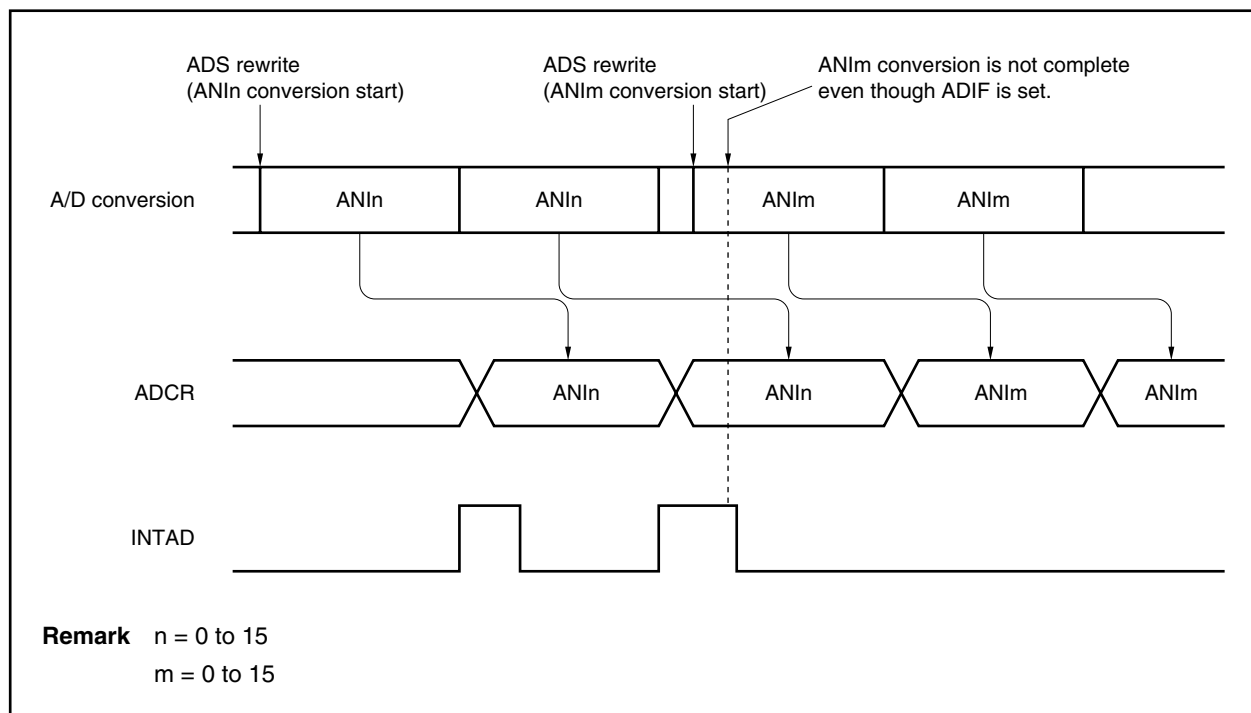 ADS rewrite
(ANIn conversion start)
ADS rewrite
(ANIm conversion start)
ANIm conversion is not complete
even though ADIF is set.
A/D conversion
ANIn
ANIn
ANIm
ANIm
ADCR
ANIn
ANIn
ANIm
ANIm
INTAD
Remark n = 0 to 15
m = 0 to 15